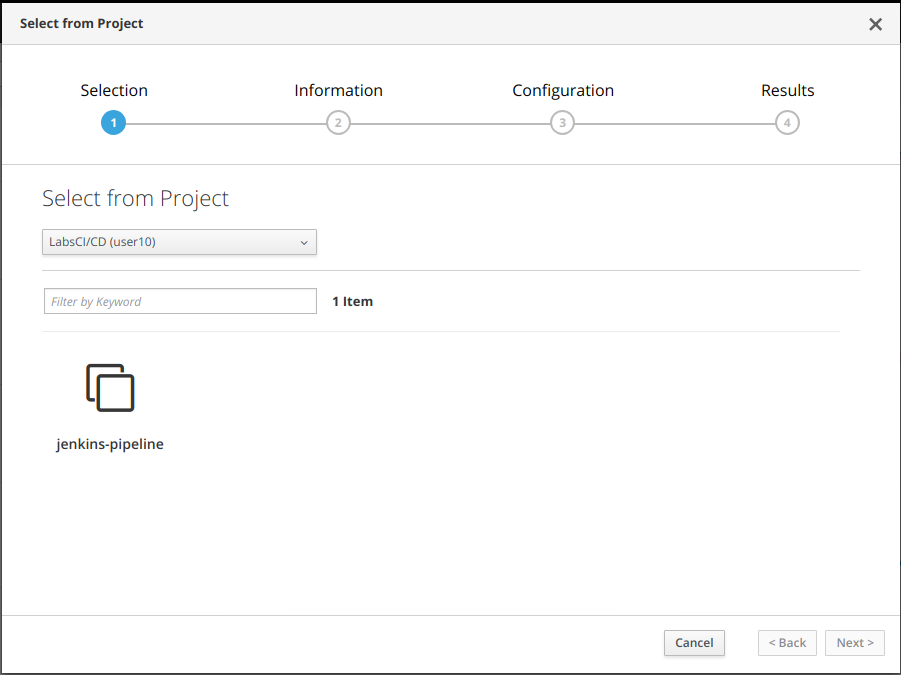 Select from Project
Selection Information Configuration Results
1 2 3 4
Select from Project
LabsCI/CD (user10)
Filter by Keyword 1 Item
jenkins-pipeline
Cancel < Back Next >